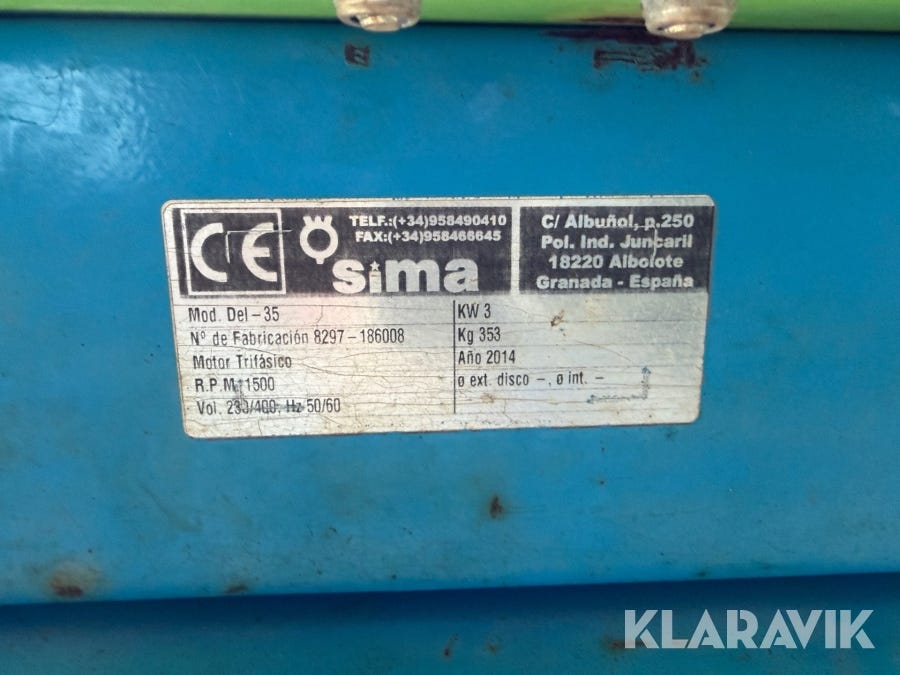 CE
TELF.:(+34)958490410
FAX:(+34)958466645
sima
C/ Albuñol, p.250
Pol. Ind. Juncaril
18220 Albolote
Granada - España
Mod. Del-35
Nº de Fabricación 8297-186008
Motor Trifásico
R.P.M. 1500
Vol. 230/400, Hz 50/60
KW 3
Kg 353
Año 2014
ø ext. disco -, ø int. -
KLARAVIK